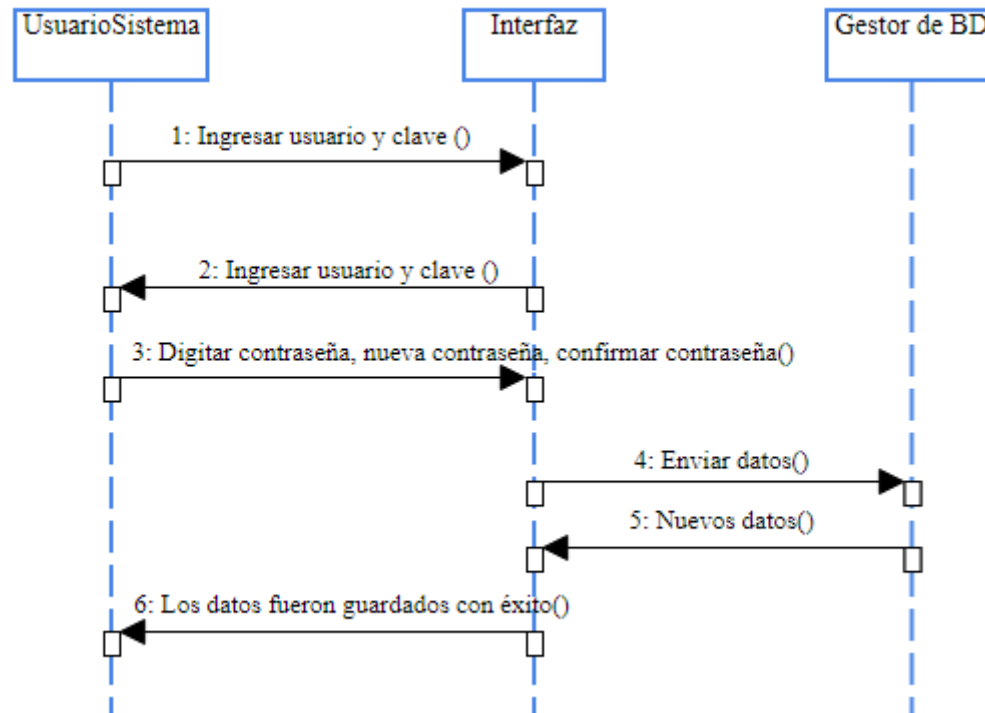 UsuarioSistema
Interfaz
Gestor de BD
1: Ingresar usuario y clave ()
2: Ingresar usuario y clave ()
3: Digitar contraseña, nueva contraseña, confirmar contraseña()
4: Enviar datos()
5: Nuevos datos()
6: Los datos fueron guardados con éxito()